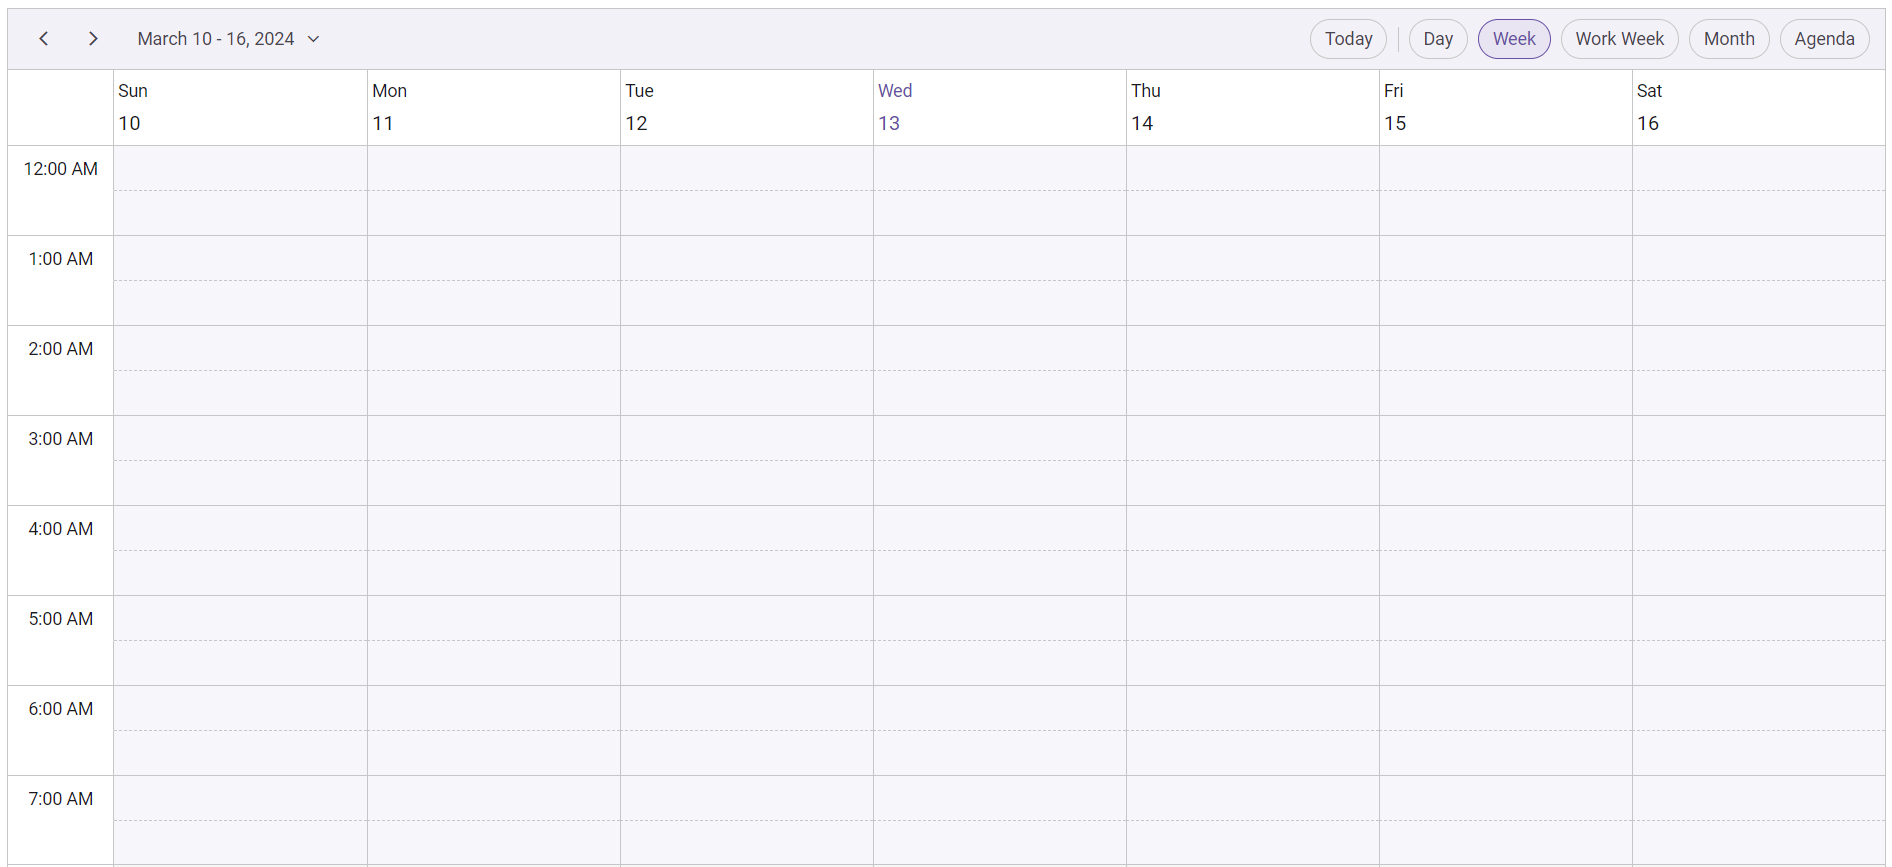 March 10 - 16, 2024 Today Day Week Work Week Month Agenda
Sun Mon Tue Wed Thu Fri Sat
10 11 12 13 14 15 16
12:00 AM
1:00 AM
2:00 AM
3:00 AM
4:00 AM
5:00 AM
6:00 AM
7:00 AM